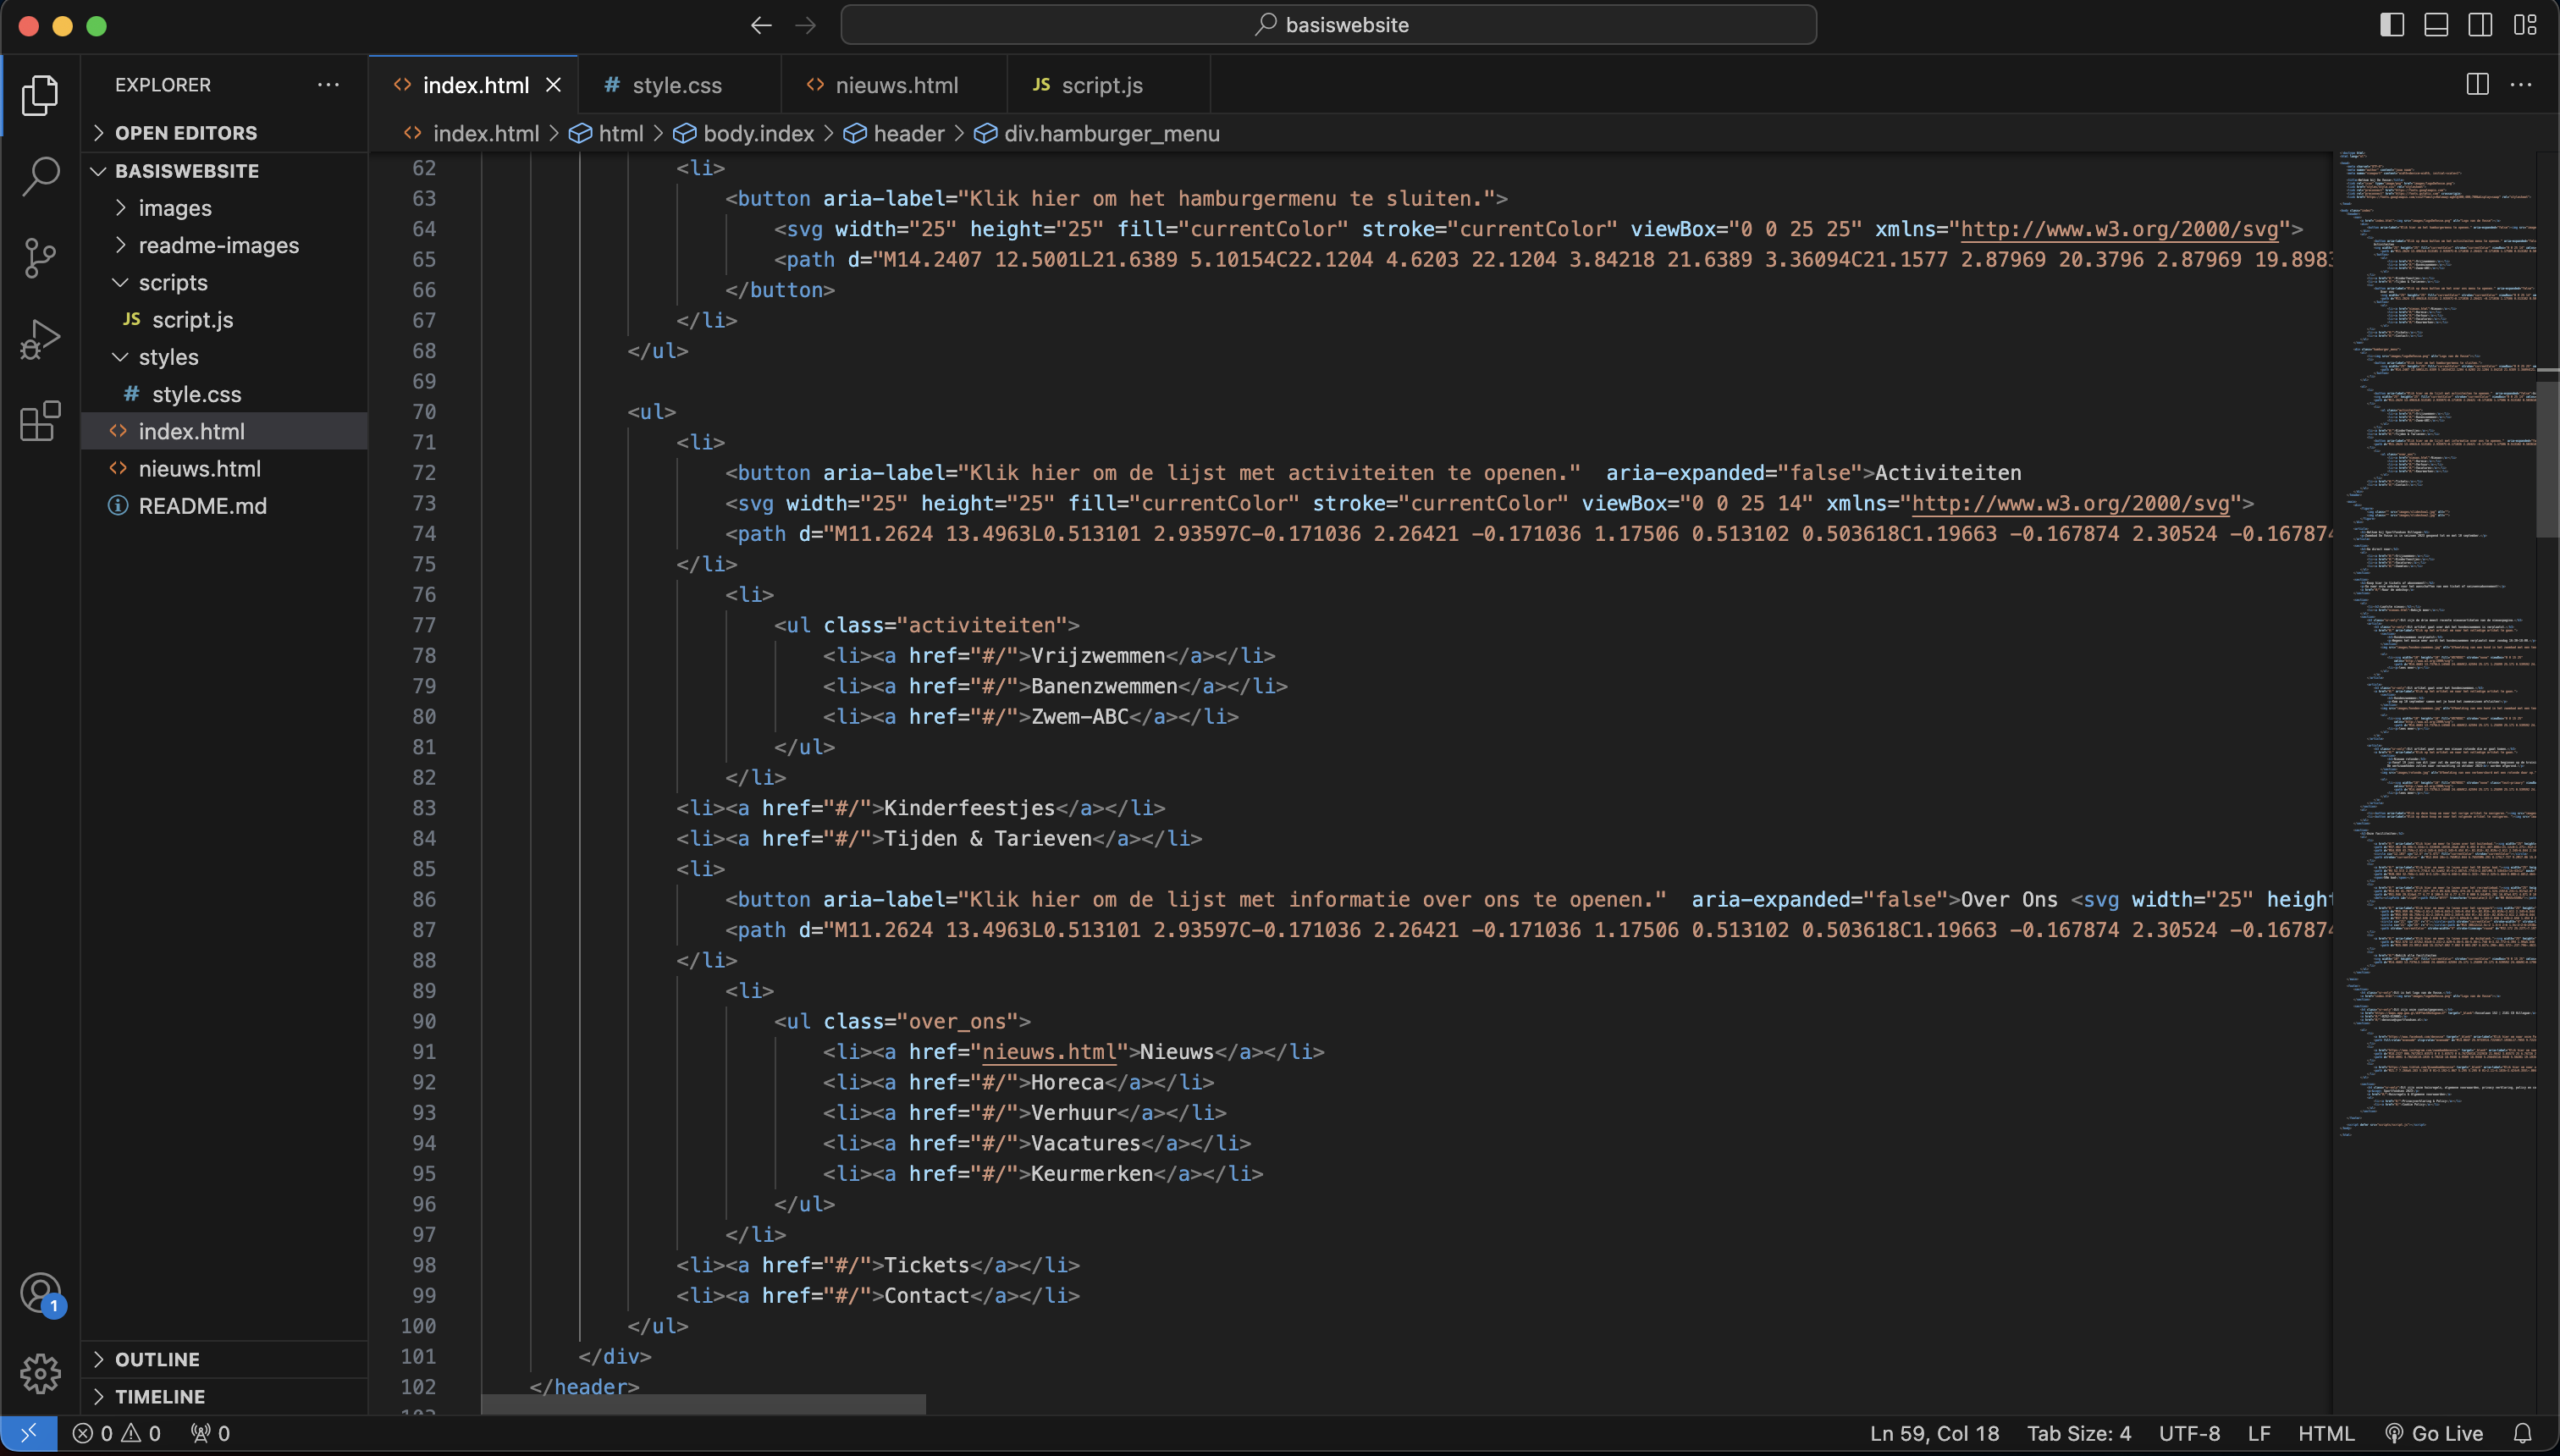 basiswebsite
EXPLORER
OPEN EDITORS
BASISWEBSITE
images
readme-images
scripts
JS script.js
styles
# style.css
<> index.html
<> nieuws.html
README.md
OUTLINE
TIMELINE
1
<> index.html
# style.css
<> nieuws.html
JS script.js
<> index.html > html > body.index > header > div.hamburger_menu
62 <li>
63 <button aria-label="Klik hier om het hamburgermenu te sluiten.">
64 <svg width="25" height="25" fill="currentColor" stroke="currentColor" viewBox="0 0 25 25" xmlns="http://www.w3.org/2000/svg">
65 <path d="M14.2407 12.5001L21.6389 5.10154C22.1204 4.6203 22.1204 3.84218 21.6389 3.36094C21.1577 2.87969 20.3796 2.87969 19.8983
66 </button>
67 </li>
68 </ul>
69
70 <ul>
71 <li>
72 <button aria-label="Klik hier om de lijst met activiteiten te openen."  aria-expanded="false">Activiteiten
73 <svg width="25" height="25" fill="currentColor" stroke="currentColor" viewBox="0 0 25 14" xmlns="http://www.w3.org/2000/svg">
74 <path d="M11.2624 13.4963L0.513101 2.93597C-0.171036 2.26421 -0.171036 1.17506 0.513102 0.503618C1.19663 -0.167874 2.30524 -0.167874
75 </li>
76 <li>
77 <ul class="activiteiten">
78 <li><a href="#/">Vrijzwemmen</a></li>
79 <li><a href="#/">Banenzwemmen</a></li>
80 <li><a href="#/">Zwem-ABC</a></li>
81 </ul>
82 </li>
83 <li><a href="#/">Kinderfeestjes</a></li>
84 <li><a href="#/">Tijden & Tarieven</a></li>
85 <li>
86 <button aria-label="Klik hier om de lijst met informatie over ons te openen."  aria-expanded="false">Over Ons <svg width="25" height
87 <path d="M11.2624 13.4963L0.513101 2.93597C-0.171036 2.26421 -0.171036 1.17506 0.513102 0.503618C1.19663 -0.167874 2.30524 -0.167874
88 </li>
89 <li>
90 <ul class="over_ons">
91 <li><a href="nieuws.html">Nieuws</a></li>
92 <li><a href="#/">Horeca</a></li>
93 <li><a href="#/">Verhuur</a></li>
94 <li><a href="#/">Vacatures</a></li>
95 <li><a href="#/">Keurmerken</a></li>
96 </ul>
97 </li>
98 <li><a href="#/">Tickets</a></li>
99 <li><a href="#/">Contact</a></li>
100 </ul>
101 </div>
102 </header>
0 0 0 Ln 59, Col 18 Tab Size: 4 UTF-8 LF HTML Go Live